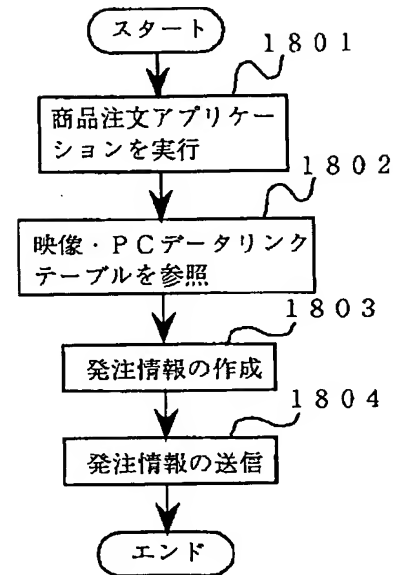 スタート
1801
商品注文アプリケー
ションを実行
1802
映像・PCデータリンク
テーブルを参照
1803
発注情報の作成
1804
発注情報の送信
エンド